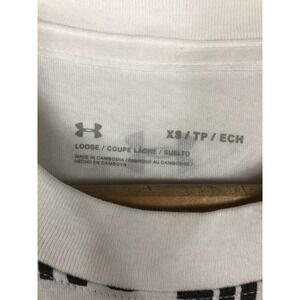 XS / TP / ECH
LOOSE / COUPE LÂCHE / SUELTO
MADE IN CAMBODIA / FABRIQUÉ AU CAMBODGE /
HECHO EN CAMBOYA